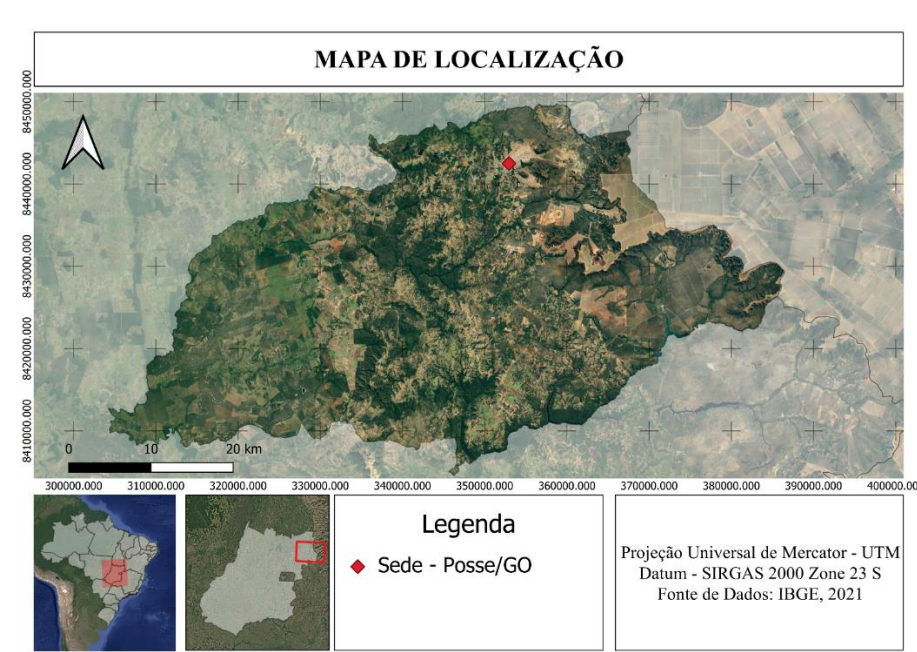 MAPA DE LOCALIZAÇÃO
8450000.000
8440000.000
8430000.000
8420000.000
8410000.000
0 10 20 km
300000.000 310000.000 320000.000 330000.000 340000.000 350000.000 360000.000 370000.000 380000.000 390000.000 400000.00
Legenda
Sede - Posse/GO
Projeção Universal de Mercator - UTM
Datum - SIRGAS 2000 Zone 23 S
Fonte de Dados: IBGE, 2021